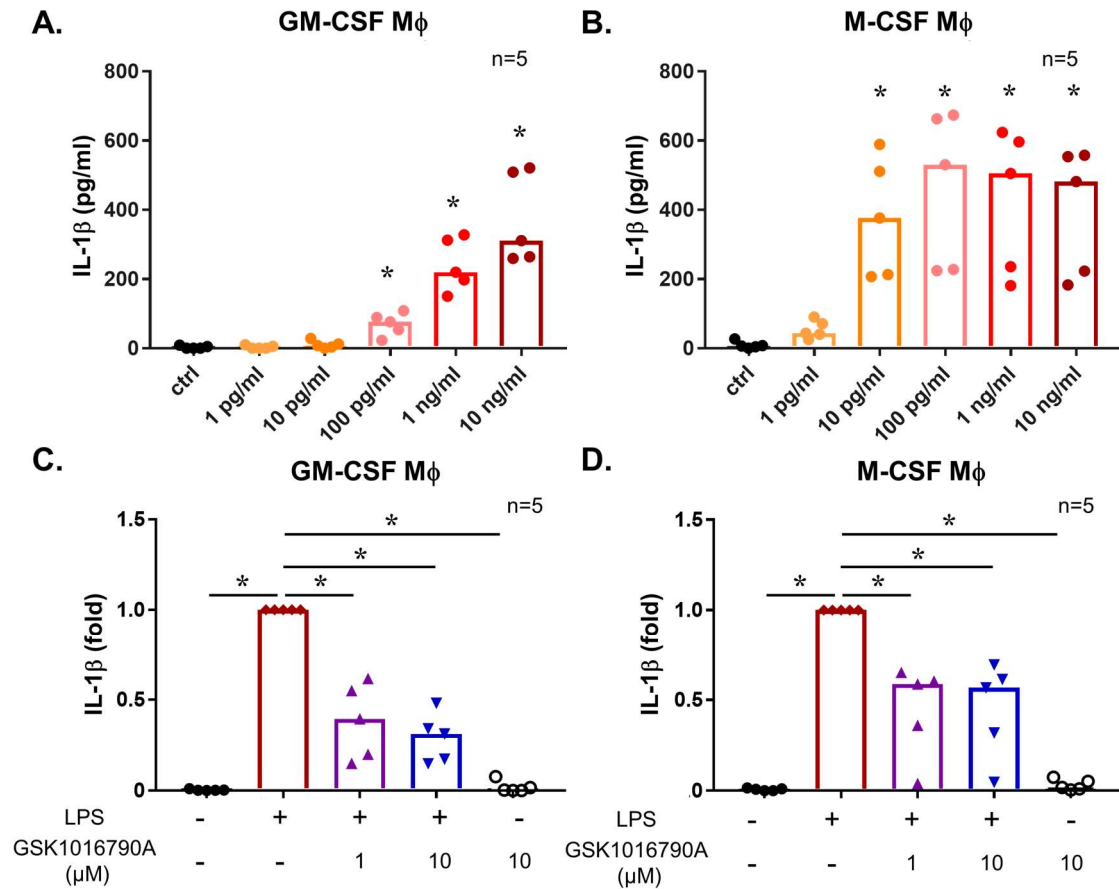 A.
GM-CSF Mϕ
n=5
IL-1β (pg/ml)
800
600
400
200
0
* * *
ctrl 1 pg/ml 10 pg/ml 100 pg/ml 1 ng/ml 10 ng/ml
B.
M-CSF Mϕ
n=5
IL-1β (pg/ml)
800
600
400
200
0
* * * *
ctrl 1 pg/ml 10 pg/ml 100 pg/ml 1 ng/ml 10 ng/ml
C.
GM-CSF Mϕ
n=5
IL-1β (fold)
1.5
1.0
0.5
0
*
*
* *
LPS - + + + -
GSK1016790A - - 1 10 10
(μM)
D.
M-CSF Mϕ
n=5
IL-1β (fold)
1.5
1.0
0.5
0
*
*
* *
LPS - + + + -
GSK1016790A - - 1 10 10
(μM)